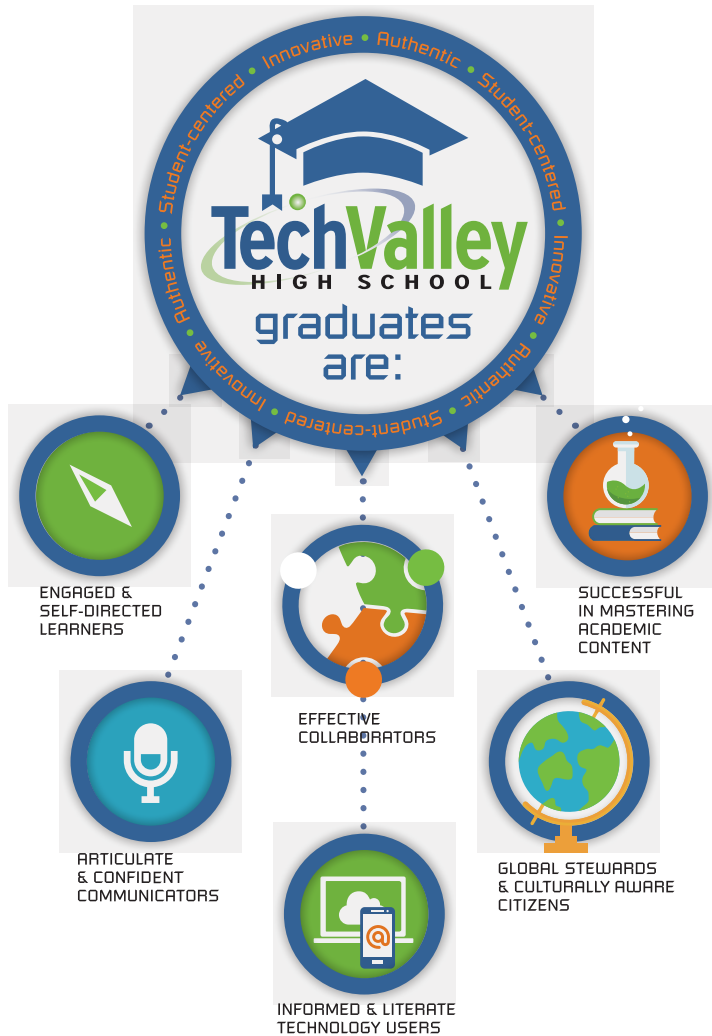 Student-centered • Innovative • Authentic • Student-centered • Innovative • Authentic • Student-centered • Innovative • Authentic •
TechValley
HIGH SCHOOL
graduates
are:
ENGAGED &
SELF-DIRECTED
LEARNERS
SUCCESSFUL
IN MASTERING
ACADEMIC
CONTENT
EFFECTIVE
COLLABORATORS
ARTICULATE
& CONFIDENT
COMMUNICATORS
GLOBAL STEWARDS
& CULTURALLY AWARE
CITIZENS
@
INFORMED & LITERATE
TECHNOLOGY USERS